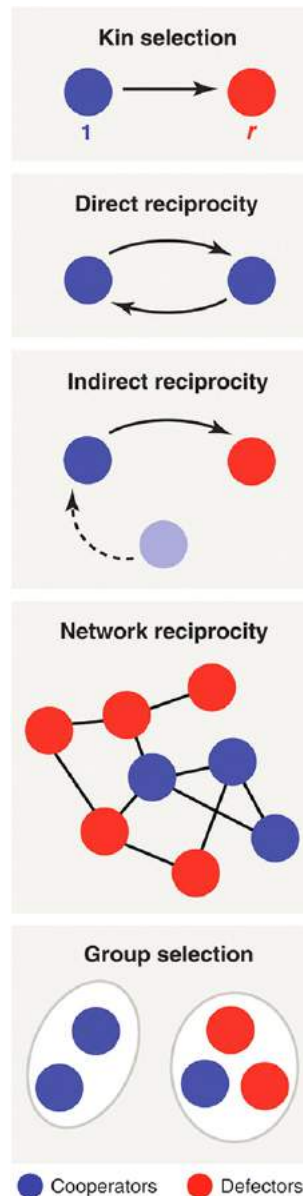 Kin selection
1 r
Direct reciprocity
Indirect reciprocity
Network reciprocity
Group selection
Cooperators Defectors